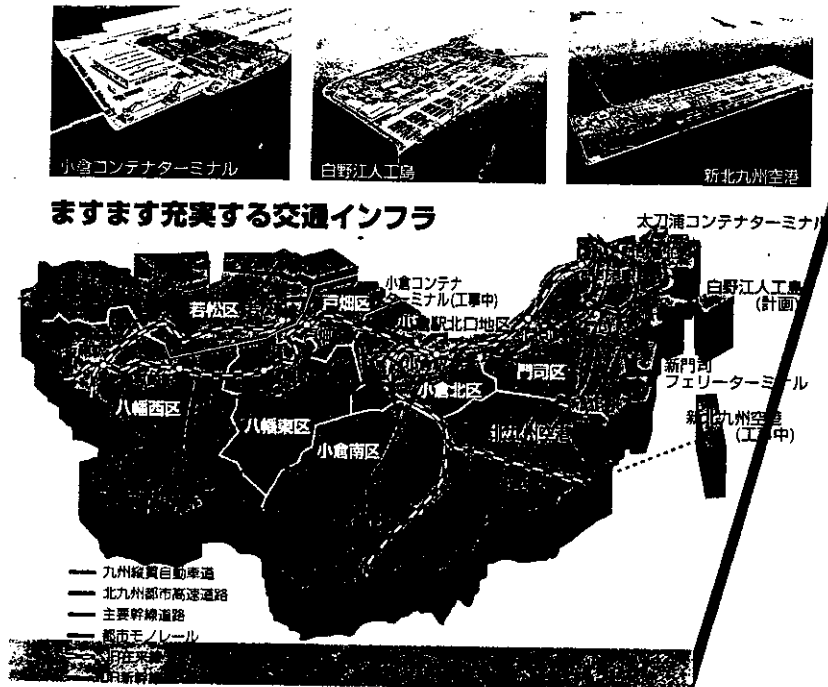 小倉コンテナターミナル
白野江人工島
新北九州空港
ますます充実する交通インフラ
太刀浦コンテナターミナル
小倉コンテナ
ターミナル(工事中)
白野江人工島
(計画)
若松区
戸畑区
小倉駅北口地区
新門司
フェリーターミナル
門司区
小倉北区
八幡西区
八幡東区
小倉南区
北九州空港
新北九州空港
(工事中)
九州縦貫自動車道
北九州都市高速道路
主要幹線道路
都市モノレール